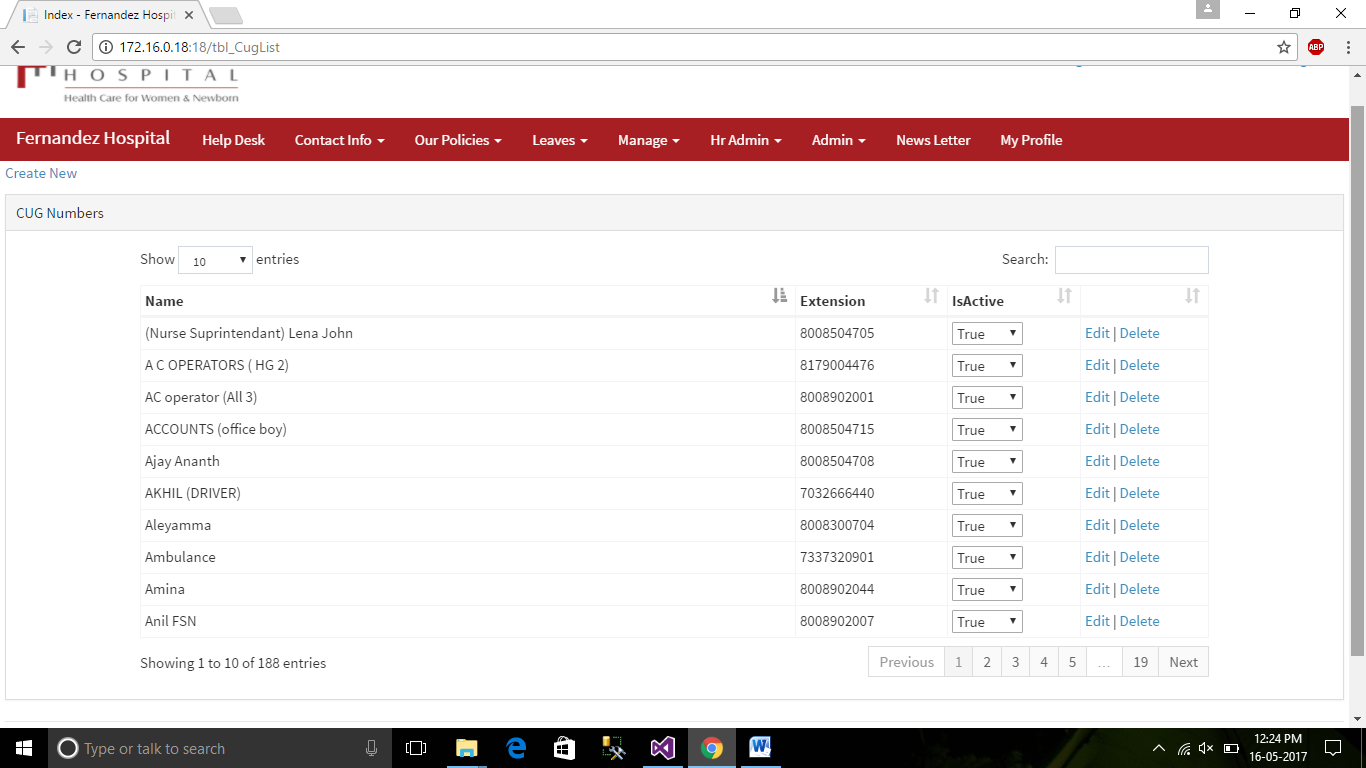 Index - Fernandez Hospit
172.16.0.18:18/tbl_CugList
ABP
HOSPITAL
Health Care for Women & Newborn
Fernandez Hospital Help Desk Contact Info Our Policies Leaves Manage Hr Admin Admin News Letter My Profile
Create New
CUG Numbers
Show 10 entries Search:
Name Extension IsActive
(Nurse Suprintendant) Lena John 8008504705 True Edit | Delete
A C OPERATORS ( HG 2) 8179004476 True Edit | Delete
AC operator (All 3) 8008902001 True Edit | Delete
ACCOUNTS (office boy) 8008504715 True Edit | Delete
Ajay Ananth 8008504708 True Edit | Delete
AKHIL (DRIVER) 7032666440 True Edit | Delete
Aleyamma 8008300704 True Edit | Delete
Ambulance 7337320901 True Edit | Delete
Amina 8008902044 True Edit | Delete
Anil FSN 8008902007 True Edit | Delete
Showing 1 to 10 of 188 entries Previous 1 2 3 4 5 … 19 Next
Type or talk to search
12:24 PM
16-05-2017